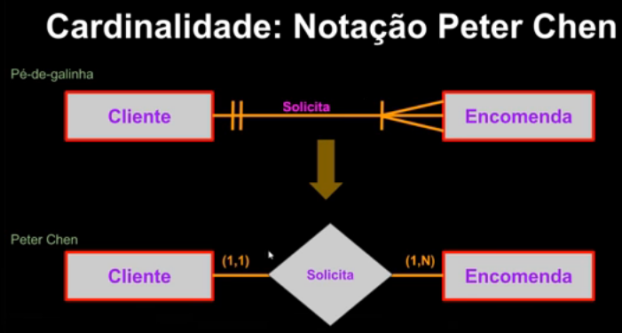 Cardinalidade: Notação Peter Chen
Pé-de-galinha
Cliente
Solicita
Encomenda
Peter Chen
Cliente
(1,1)
Solicita
(1,N)
Encomenda